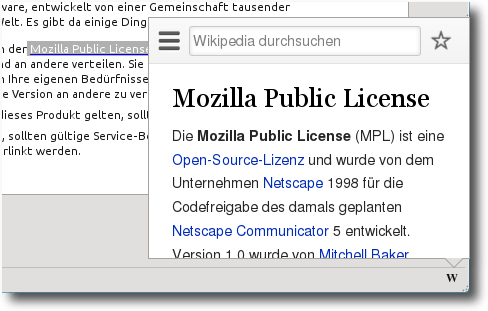 vare, entwickelt von einer Gemeinschaft tausender
Welt. Es gibt da einige Ding
n der Mozilla Public License
nd an andere verteilen. Sie
n Ihre eigenen Bedürfnisse
e Version an andere zu ver
dieses Produkt gelten, soll
, sollten gültige Service-Be
erlinkt werden.
Wikipedia durchsuchen
Mozilla Public License
Die Mozilla Public License (MPL) ist eine
Open-Source-Lizenz und wurde von dem
Unternehmen Netscape 1998 für die
Codefreigabe des damals geplanten
Netscape Communicator 5 entwickelt.
Version 1.0 wurde von Mitchell Baker
W